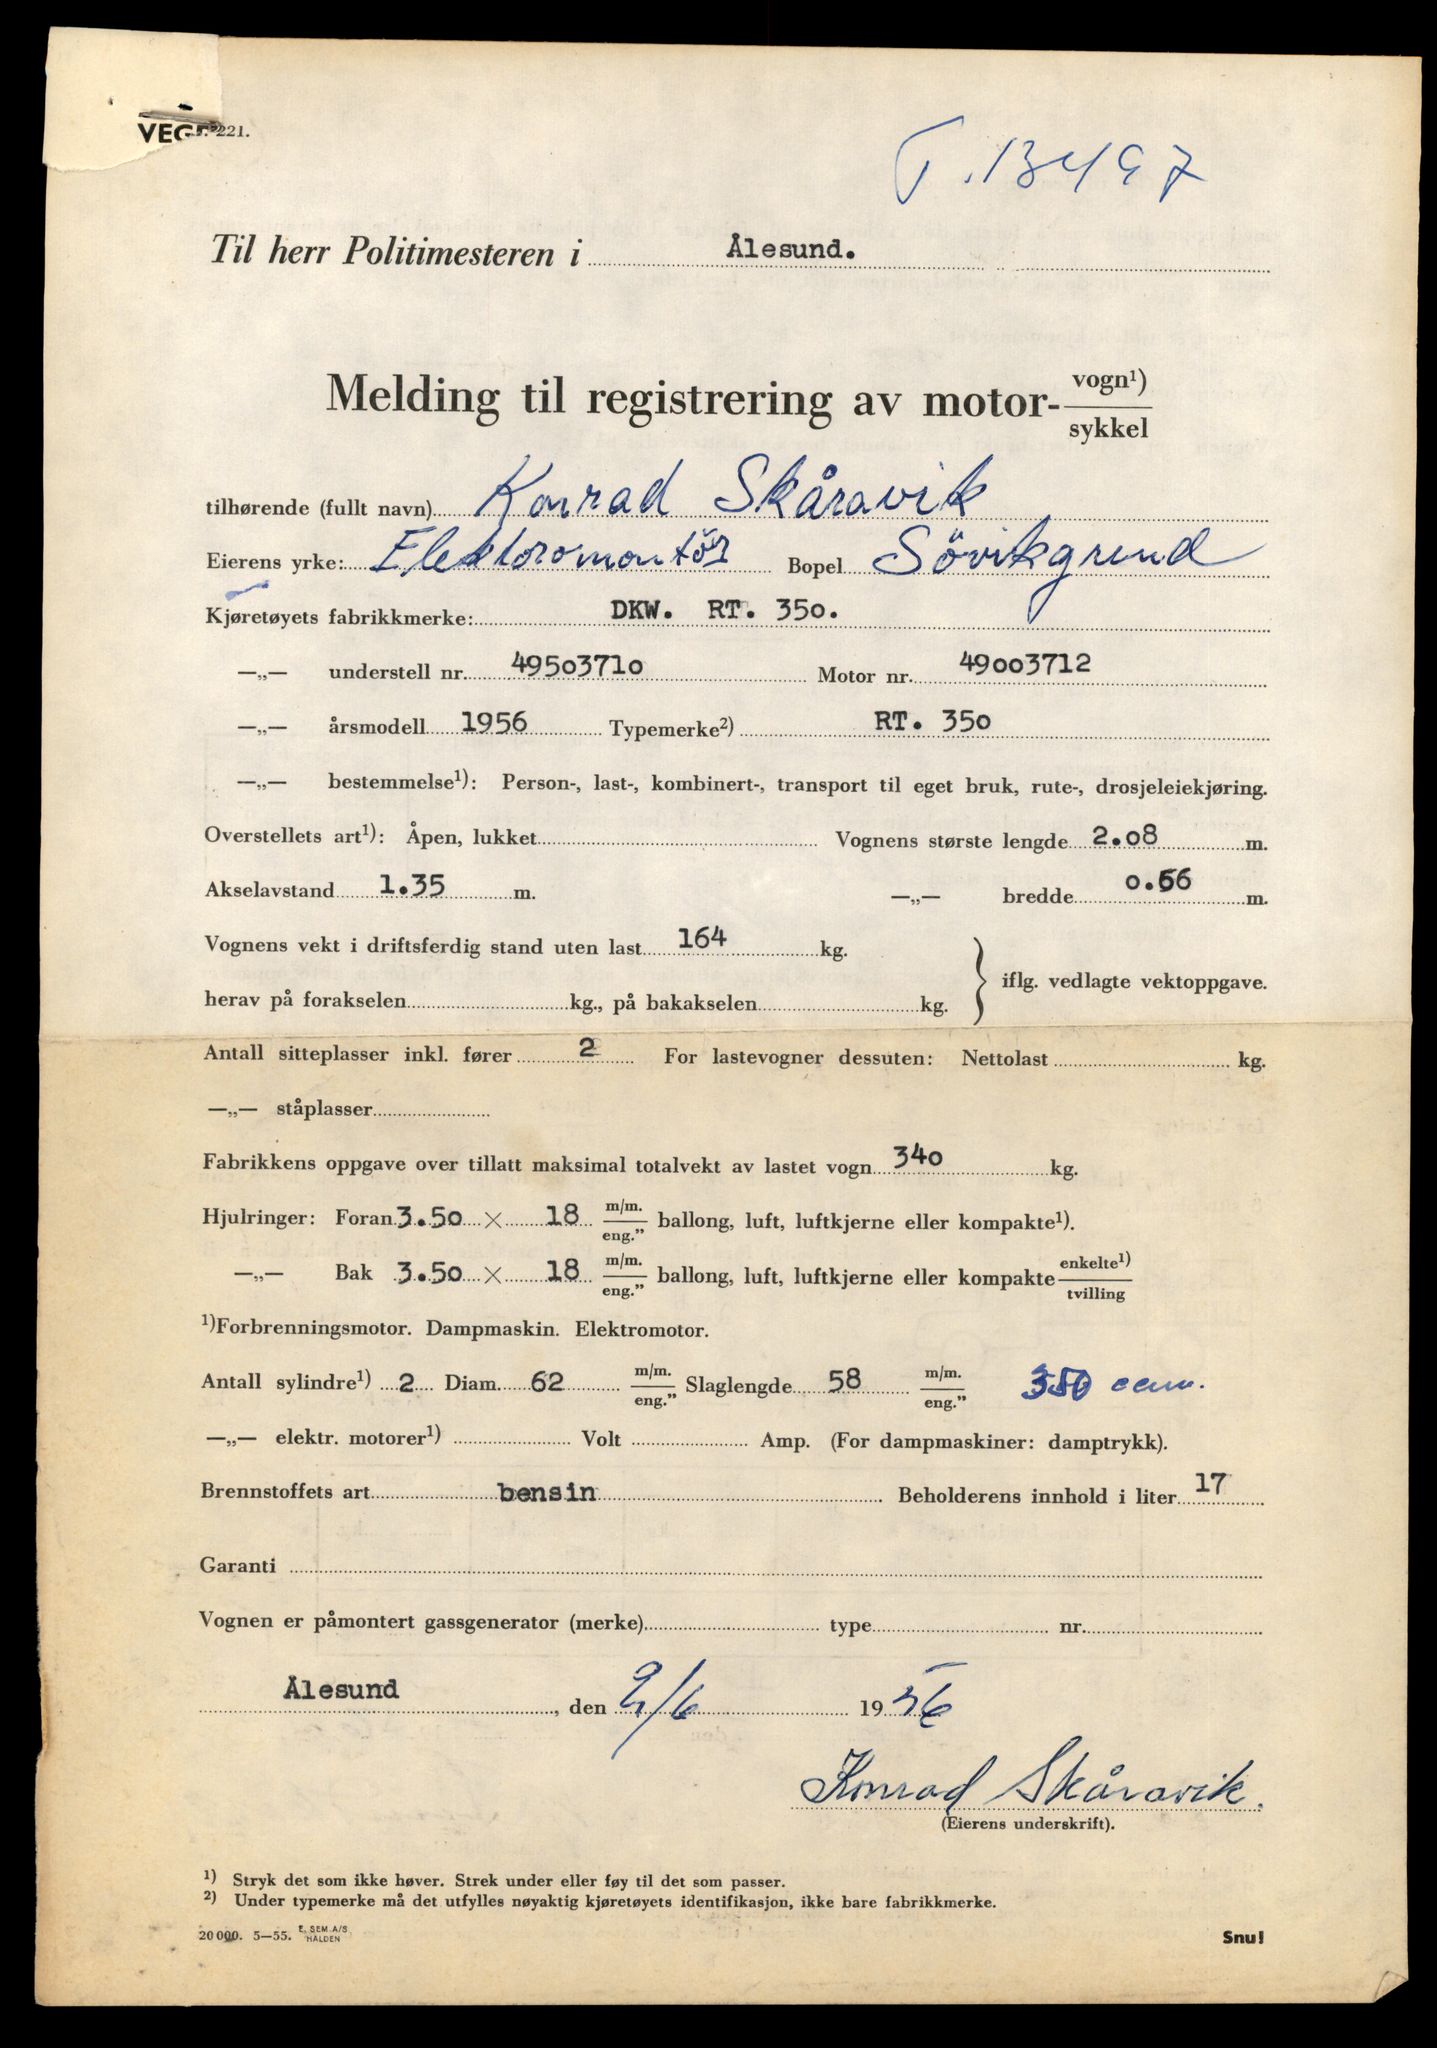 VEGD
221.
T. 13497
Til herr Politimesteren i Ålesund.
Melding til registrering av motor- vogn¹) / sykkel
tilhørende (fullt navn) Konrad Skåravik
Eierens yrke: Elektoromontör Bopel Sövikgrend
Kjøretøyets fabrikkmerke: DKW. RT. 350.
—„— understell nr. 49503710 Motor nr. 49003712
—„— årsmodell 1956 Typemerke²) RT. 350
—„— bestemmelse¹): Person-, last-, kombinert-, transport til eget bruk, rute-, drosjeleiekjøring.
Overstellets art¹): Åpen, lukket Vognens største lengde 2.08 m.
Akselavstand 1.35 m. —„— bredde 0.66 m.
Vognens vekt i driftsferdig stand uten last 164 kg.
herav på forakselen kg., på bakakselen kg. } iflg. vedlagte vektoppgave.
Antall sitteplasser inkl. fører 2 For lastevogner dessuten: Nettolast kg.
—„— ståplasser
Fabrikkens oppgave over tillatt maksimal totalvekt av lastet vogn 340 kg.
Hjulringer: Foran 3.50 × 18 m/m. / eng.” ballong, luft, luftkjerne eller kompakte¹).
—„— Bak 3.50 × 18 m/m. / eng.” ballong, luft, luftkjerne eller kompakte enkelte¹) / tvilling
¹)Forbrenningsmotor. Dampmaskin. Elektromotor.
Antall sylindre¹) 2 Diam. 62 m/m. / eng.” Slaglengde 58 m/m. / eng.” 350 ccm.
—„— elektr. motorer¹) Volt Amp. (For dampmaskiner: damptrykk).
Brennstoffets art bensin Beholderens innhold i liter 17
Garanti
Vognen er påmontert gassgenerator (merke) type nr.
Ålesund, den 2/6 1956
Konrad Skåravik.
(Eierens underskrift).
¹) Stryk det som ikke høver. Strek under eller føy til det som passer.
²) Under typemerke må det utfylles nøyaktig kjøretøyets identifikasjon, ikke bare fabrikkmerke.
20 000. 5—55. E. SEM. A/S HALDEN
Snu!